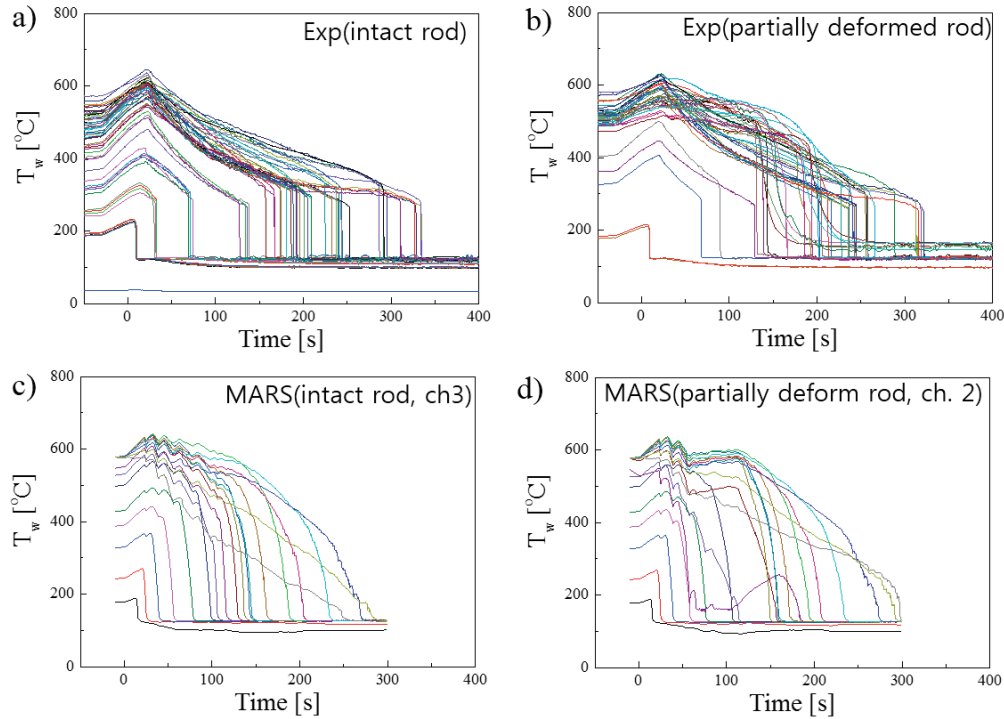 a)
Exp(intact rod)
T_w [°C]
800
600
400
200
0
0
100
200
300
400
Time [s]
b)
Exp(partially deformed rod)
T_w [°C]
800
600
400
200
0
0
100
200
300
400
Time [s]
c)
MARS(intact rod, ch3)
T_w [°C]
800
600
400
200
0
0
100
200
300
400
Time [s]
d)
MARS(partially deform rod, ch. 2)
T_w [°C]
800
600
400
200
0
0
100
200
300
400
Time [s]